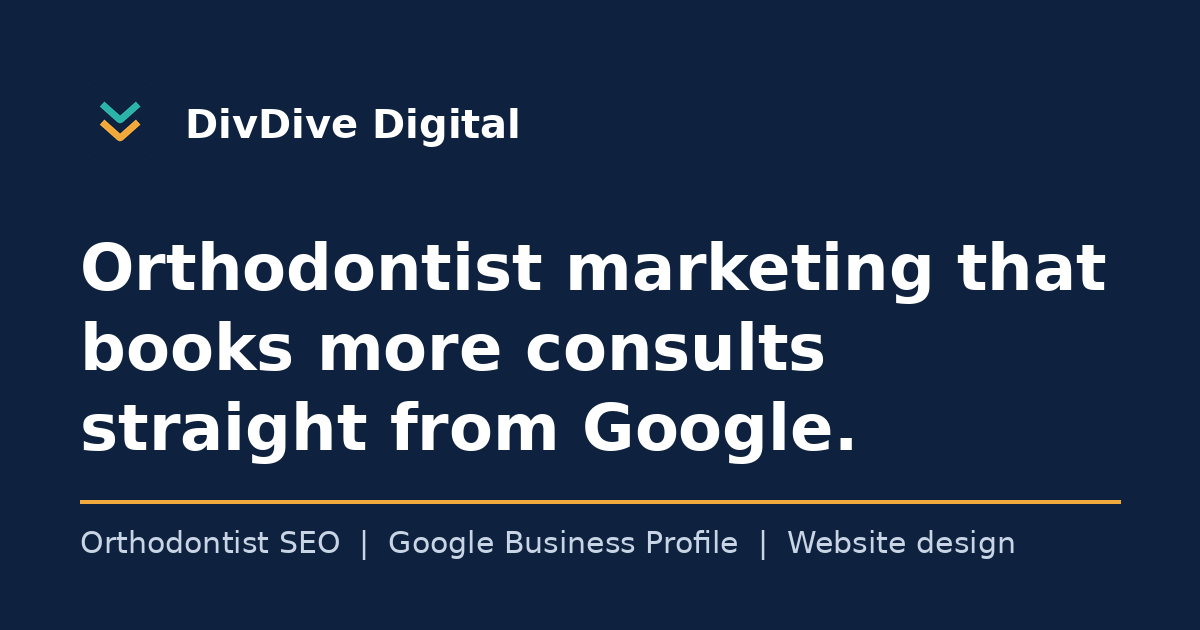 DivDive Digital
Orthodontist marketing that
books more consults
straight from Google.
Orthodontist SEO | Google Business Profile | Website design